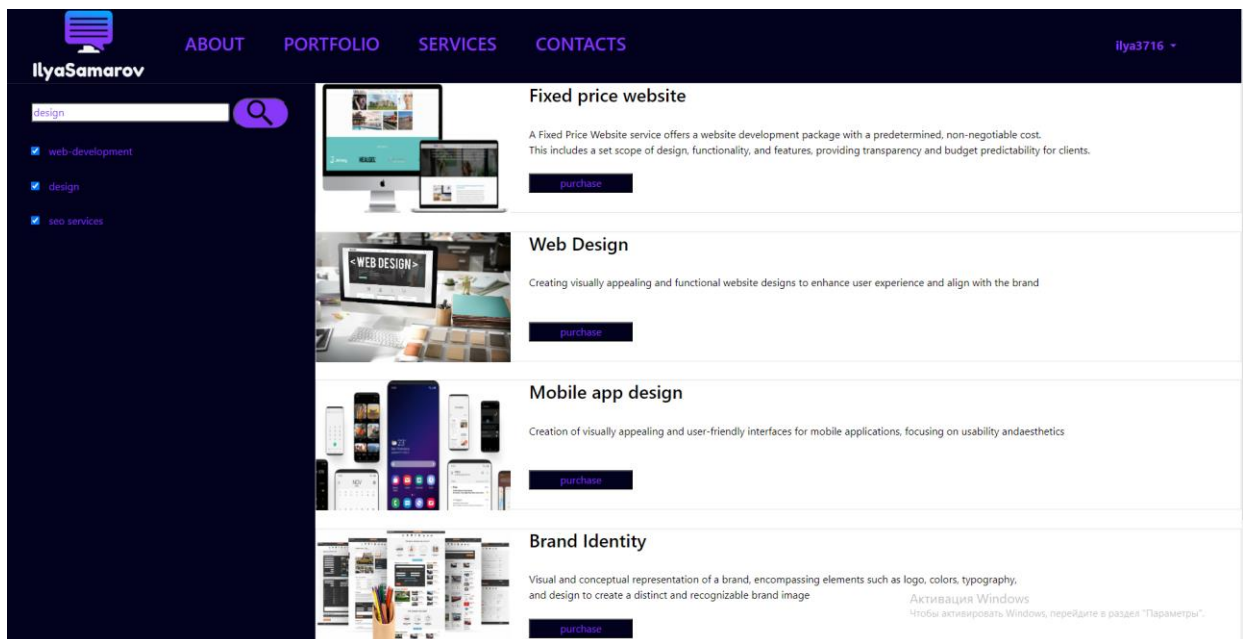 IlyaSamarov
ABOUT PORTFOLIO SERVICES CONTACTS
ilya3716
design
web-development
design
seo services
Fixed price website
A Fixed Price Website service offers a website development package with a predetermined, non-negotiable cost.
This includes a set scope of design, functionality, and features, providing transparency and budget predictability for clients.
purchase
<WEB DESIGN>
Web Design
Creating visually appealing and functional website designs to enhance user experience and align with the brand
purchase
Mobile app design
Creation of visually appealing and user-friendly interfaces for mobile applications, focusing on usability andaesthetics
purchase
Brand Identity
Visual and conceptual representation of a brand, encompassing elements such as logo, colors, typography,
and design to create a distinct and recognizable brand image
purchase
Активация Windows
Чтобы активировать Windows, перейдите в раздел "Параметры".